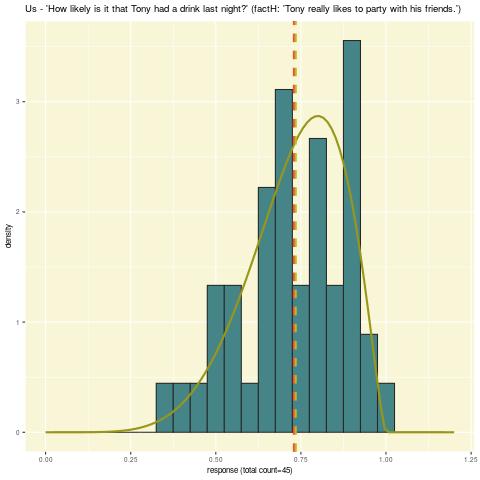 Us - 'How likely is it that Tony had a drink last night?' (factH: 'Tony really likes to party with his friends.')
density
3
2
1
0
0.00 0.25 0.50 0.75 1.00 1.25
response (total count=45)